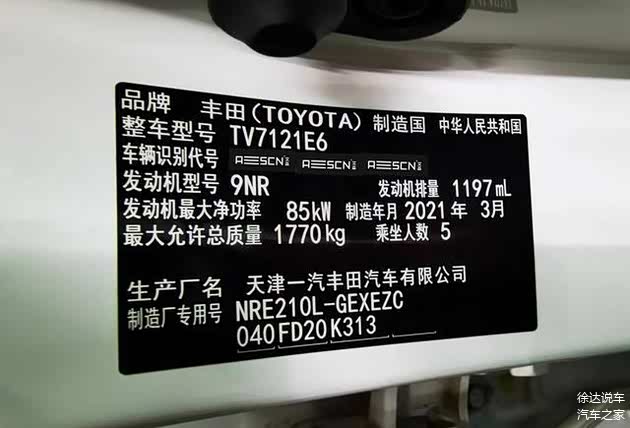 品牌 丰田(TOYOTA) 制造国 中华人民共和国
整车型号 TV7121E6
车辆识别代号
发动机型号 9NR 发动机排量 1197mL
发动机最大净功率 85kW 制造年月 2021年 3月
最大允许总质量 1770kg 乘坐人数 5
生产厂名 天津一汽丰田汽车有限公司
制造厂专用号 NRE210L-GEXEZC
040FD20K313
徐达说车
汽车之家